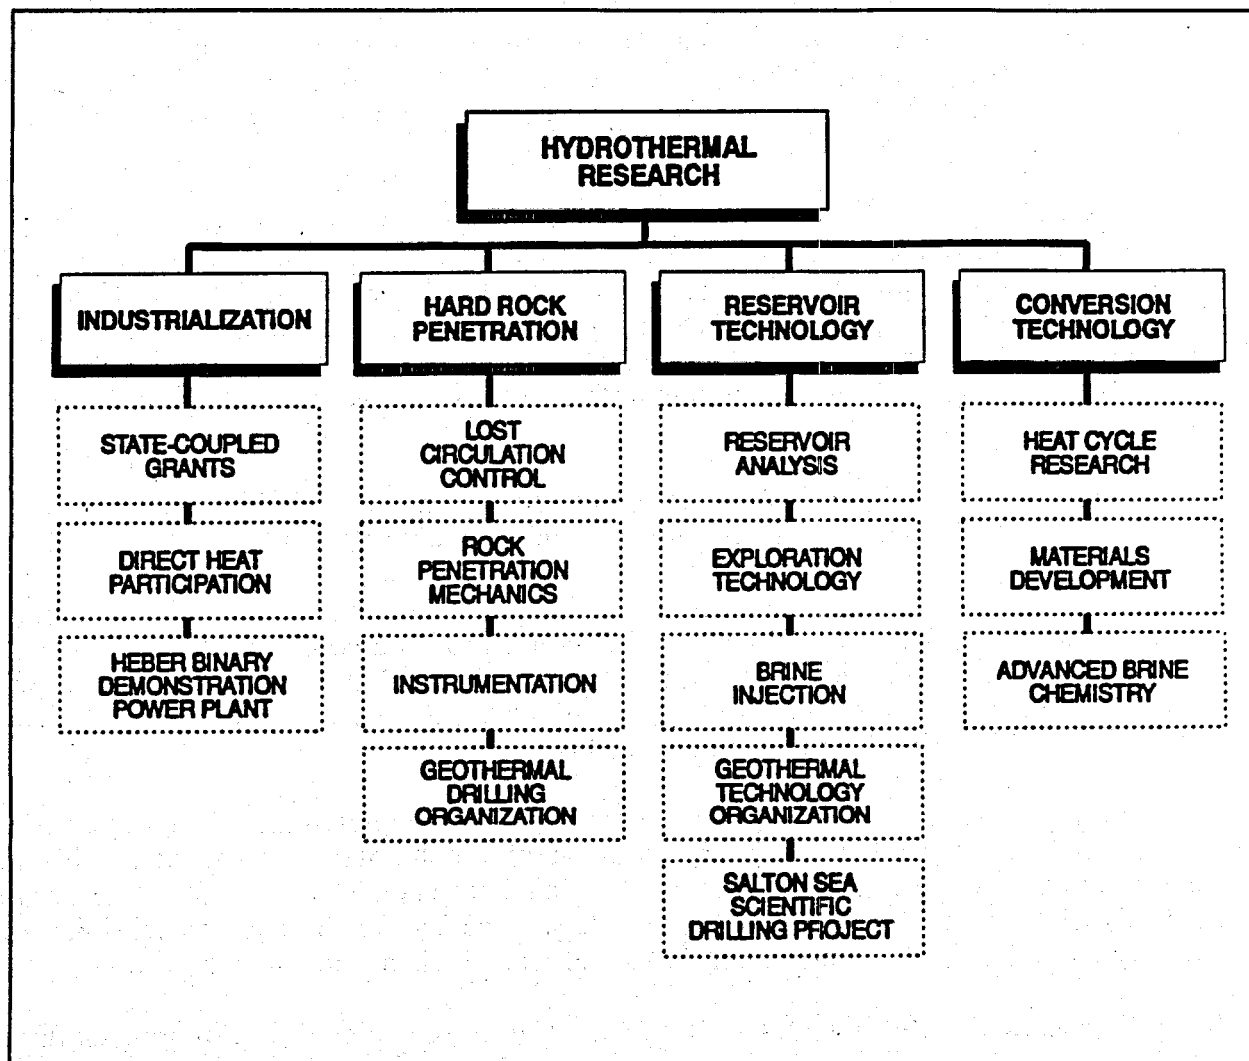 HYDROTHERMAL
RESEARCH
INDUSTRIALIZATION
HARD ROCK
PENETRATION
RESERVOIR
TECHNOLOGY
CONVERSION
TECHNOLOGY
STATE-COUPLED
GRANTS
DIRECT HEAT
PARTICIPATION
HEBER BINARY
DEMONSTRATION
POWER PLANT
LOST
CIRCULATION
CONTROL
ROCK
PENETRATION
MECHANICS
INSTRUMENTATION
GEOTHERMAL
DRILLING
ORGANIZATION
RESERVOIR
ANALYSIS
EXPLORATION
TECHNOLOGY
BRINE
INJECTION
GEOTHERMAL
TECHNOLOGY
ORGANIZATION
SALTON SEA
SCIENTIFIC
DRILLING PROJECT
HEAT CYCLE
RESEARCH
MATERIALS
DEVELOPMENT
ADVANCED BRINE
CHEMISTRY